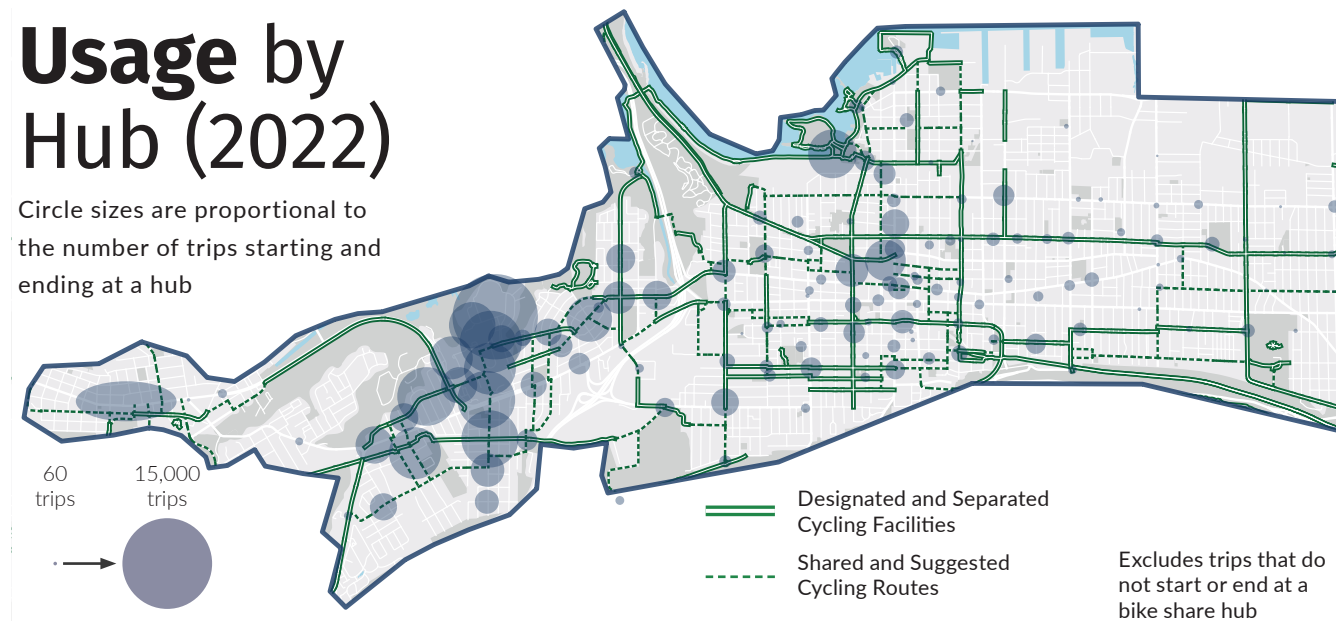 Usage by
Hub (2022)
Circle sizes are proportional to
the number of trips starting and
ending at a hub
60
trips
15,000
trips
Designated and Separated
Cycling Facilities
Shared and Suggested
Cycling Routes
Excludes trips that do
not start or end at a
bike share hub